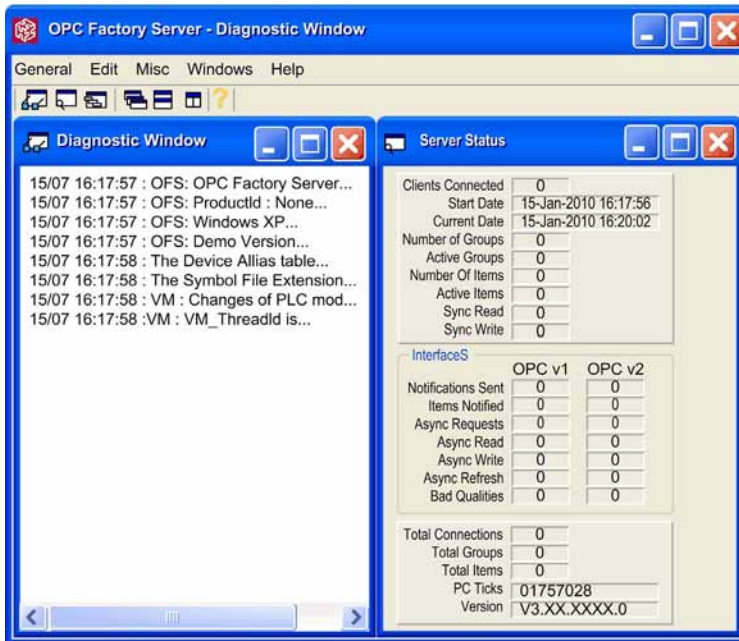 OPC Factory Server - Diagnostic Window
General Edit Misc Windows Help
?
Diagnostic Window
15/07 16:17:57 : OFS: OPC Factory Server...
15/07 16:17:57 : OFS: ProductId : None...
15/07 16:17:57 : OFS: Windows XP...
15/07 16:17:57 : OFS: Demo Version...
15/07 16:17:58 : The Device Allias table...
15/07 16:17:58 : The Symbol File Extension...
15/07 16:17:58 : VM : Changes of PLC mod...
15/07 16:17:58 :VM : VM_ThreadId is...
Server Status
Clients Connected 0
Start Date 15-Jan-2010 16:17:56
Current Date 15-Jan-2010 16:20:02
Number of Groups 0
Active Groups 0
Number Of Items 0
Active Items 0
Sync Read 0
Sync Write 0
InterfaceS
OPC v1 OPC v2
Notifications Sent 0 0
Items Notified 0 0
Async Requests 0 0
Async Read 0 0
Async Write 0 0
Async Refresh 0 0
Bad Qualities 0 0
Total Connections 0
Total Groups 0
Total Items 0
PC Ticks 01757028
Version V3.XX.XXXX.0